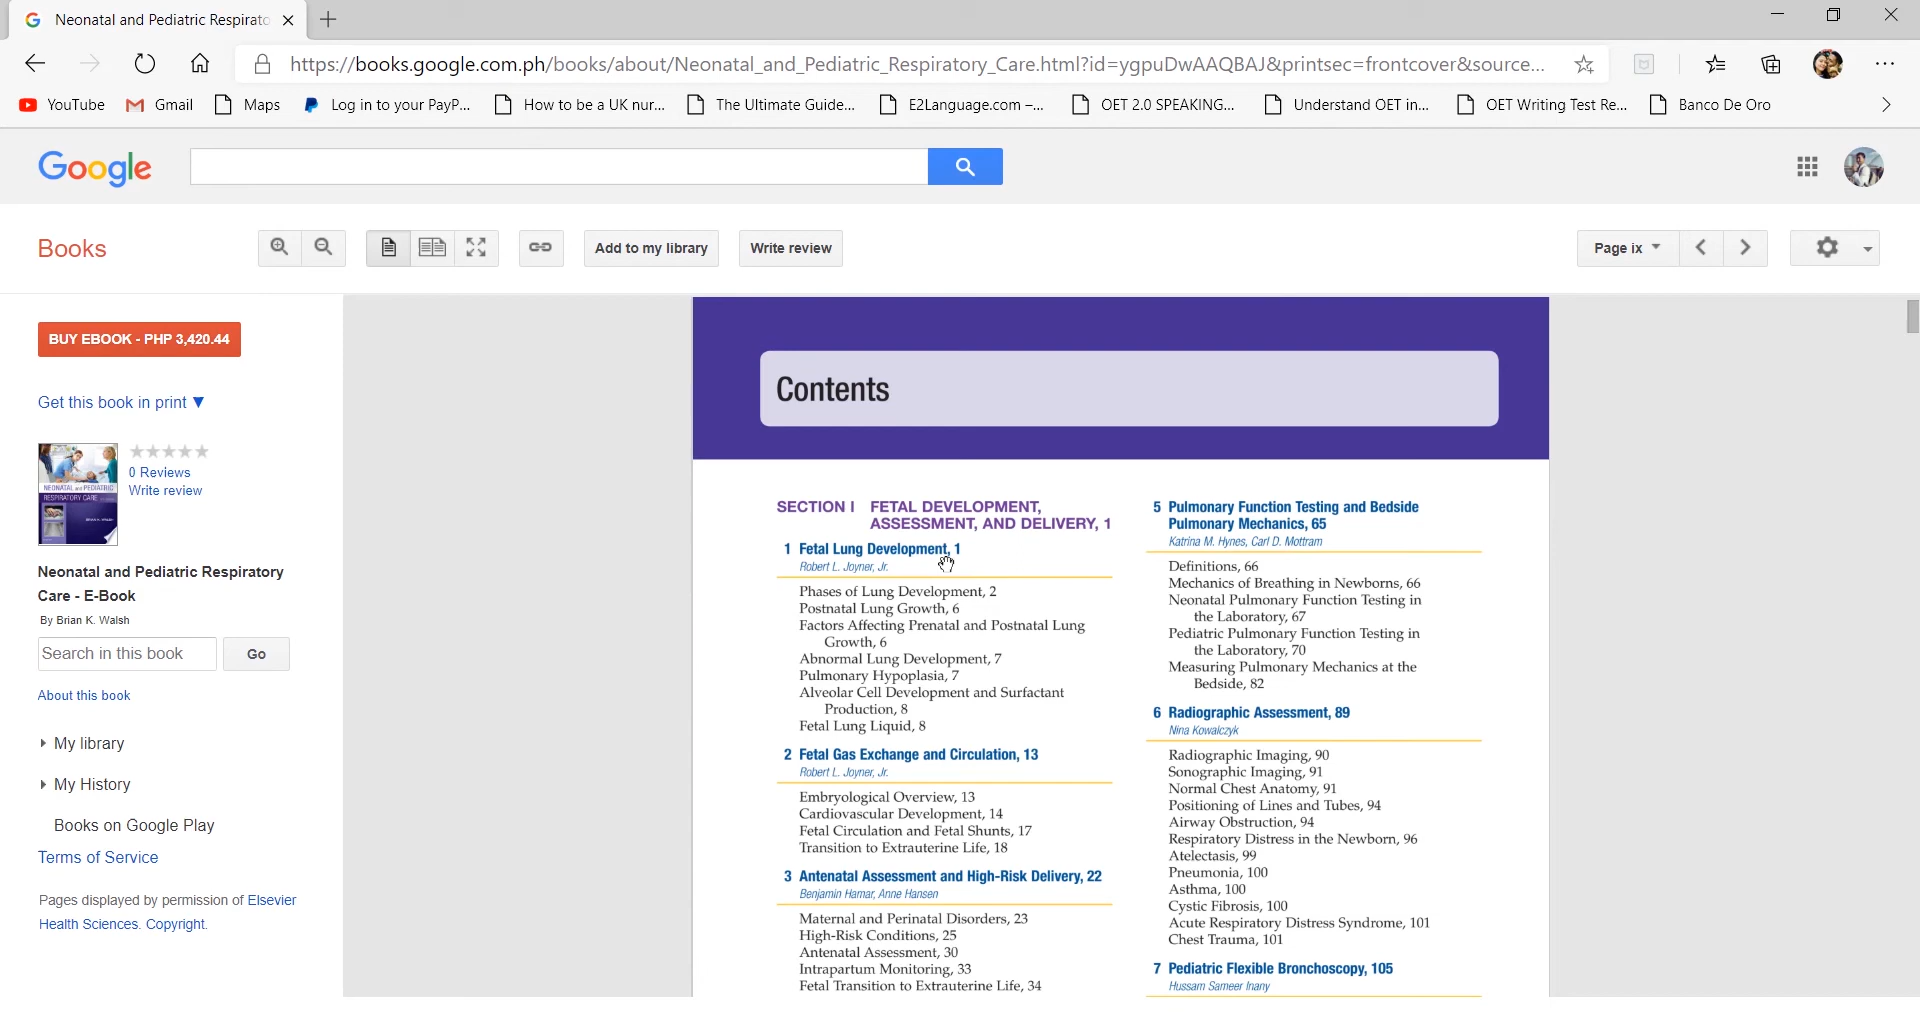 Neonatal and Pediatric Respirato
https://books.google.com.ph/books/about/Neonatal_and_Pediatric_Respiratory_Care.html?id=ygpuDwAAQBAJ&printsec=frontcover&source...
YouTube
Gmail
Maps
Log in to your PayP...
How to be a UK nur...
The Ultimate Guide...
E2Language.com –...
OET 2.0 SPEAKING...
Understand OET in...
OET Writing Test Re...
Banco De Oro
Google
Books
Add to my library
Write review
Page ix
BUY EBOOK - PHP 3,420.44
Get this book in print ▼
NEONATAL and PEDIATRIC
RESPIRATORY CARE
BRIAN K. WALSH
0 Reviews
Write review
Neonatal and Pediatric Respiratory
Care - E-Book
By Brian K. Walsh
Search in this book
Go
About this book
My library
My History
Books on Google Play
Terms of Service
Pages displayed by permission of Elsevier
Health Sciences. Copyright.
Contents
SECTION I FETAL DEVELOPMENT,
ASSESSMENT, AND DELIVERY, 1
1 Fetal Lung Development, 1
Robert L. Joyner, Jr.
Phases of Lung Development, 2
Postnatal Lung Growth, 6
Factors Affecting Prenatal and Postnatal Lung
Growth, 6
Abnormal Lung Development, 7
Pulmonary Hypoplasia, 7
Alveolar Cell Development and Surfactant
Production, 8
Fetal Lung Liquid, 8
2 Fetal Gas Exchange and Circulation, 13
Robert L. Joyner, Jr.
Embryological Overview, 13
Cardiovascular Development, 14
Fetal Circulation and Fetal Shunts, 17
Transition to Extrauterine Life, 18
3 Antenatal Assessment and High-Risk Delivery, 22
Benjamin Hamar, Anne Hansen
Maternal and Perinatal Disorders, 23
High-Risk Conditions, 25
Antenatal Assessment, 30
Intrapartum Monitoring, 33
Fetal Transition to Extrauterine Life, 34
5 Pulmonary Function Testing and Bedside
Pulmonary Mechanics, 65
Katrina M. Hynes, Carl D. Mottram
Definitions, 66
Mechanics of Breathing in Newborns, 66
Neonatal Pulmonary Function Testing in
the Laboratory, 67
Pediatric Pulmonary Function Testing in
the Laboratory, 70
Measuring Pulmonary Mechanics at the
Bedside, 82
6 Radiographic Assessment, 89
Nina Kowalczyk
Radiographic Imaging, 90
Sonographic Imaging, 91
Normal Chest Anatomy, 91
Positioning of Lines and Tubes, 94
Airway Obstruction, 94
Respiratory Distress in the Newborn, 96
Atelectasis, 99
Pneumonia, 100
Asthma, 100
Cystic Fibrosis, 100
Acute Respiratory Distress Syndrome, 101
Chest Trauma, 101
7 Pediatric Flexible Bronchoscopy, 105
Hussam Sameer Inany